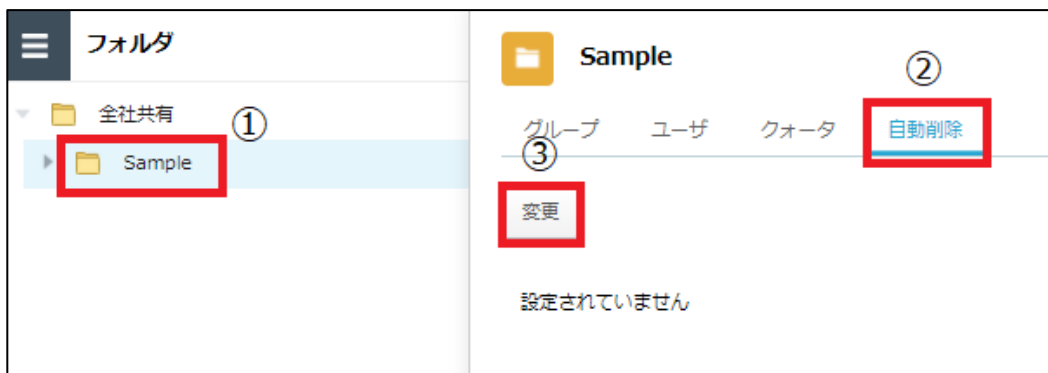 フォルダ
全社共有
①
Sample
Sample
②
グループ ユーザ クォータ 自動削除
③
変更
設定されていません